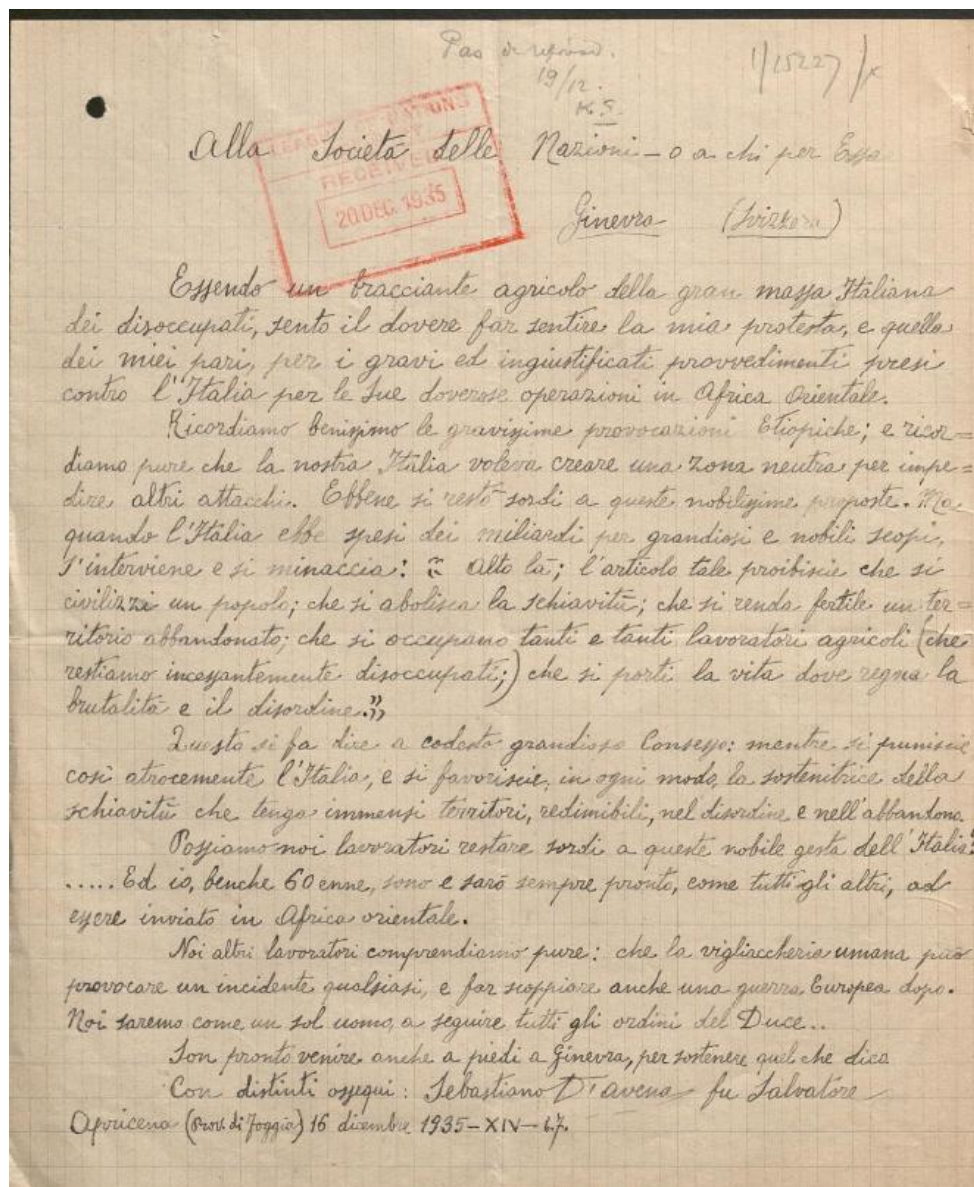 Pas de réponse.
19/12.
K.S.
1/15227/
LEAGUE OF NATIONS
RECEIVED
20 DEC. 1935
Alla Società delle Nazioni – o a chi per Essa
Ginevra (Svizzera)
Essendo un bracciante agricolo della gran massa Italiana
dei disoccupati, sento il dovere far sentire la mia protesta, e quella
dei miei pari, per i gravi ed ingiustificati provvedimenti presi
contro l'Italia per le sue doverose operazioni in Africa Orientale.
Ricordiamo benissimo le gravissime provocazioni Etiopiche; e ricor=
diamo pure che la nostra Italia voleva creare una zona neutra per impe=
dire altri attacchi. Ebbene si restò sordi a queste nobilissime proposte. Ma
quando l'Italia ebbe spesi dei miliardi per grandiosi e nobili scopi,
s'interviene e si minaccia: " Alto là; l'articolo tale proibiscie che si
civilizzi un popolo; che si abolisca la schiavitù; che si renda fertile un ter=
ritorio abbandonato; che si occupano tanti e tanti lavoratori agricoli (che
restiamo incessantemente disoccupati;) che si porti la vita dove regna la
brutalità e il disordine."
Questo si fa dire a codesto grandioso Consesso: mentre si puniscie
così atrocemente l'Italia, e si favoriscie, in ogni modo, la sostenitrice della
schiavitù che tenga immensi territori, redimibili, nel disordine e nell'abbandono.
Possiamo noi lavoratori restare sordi a queste nobile gesta dell'Italia?
..... Ed io, benche 60enne, sono e sarò sempre pronto, come tutti gli altri, ad
essere inviato in Africa orientale.
Noi altri lavoratori comprendiamo pure: che la vigliaccheria umana può
provocare un incidente qualsiasi, e far scoppiare anche una guerra Europea dopo.
Noi saremo come un sol uomo, a seguire tutti gli ordini del Duce..
Son pronto venire anche a piedi a Ginevra, per sostenere quel che dico
Con distinti ossequi: Sebastiano D'avena fu Salvatore
Apricena (Prov. di Foggia) 16 dicembre 1935-XIV-